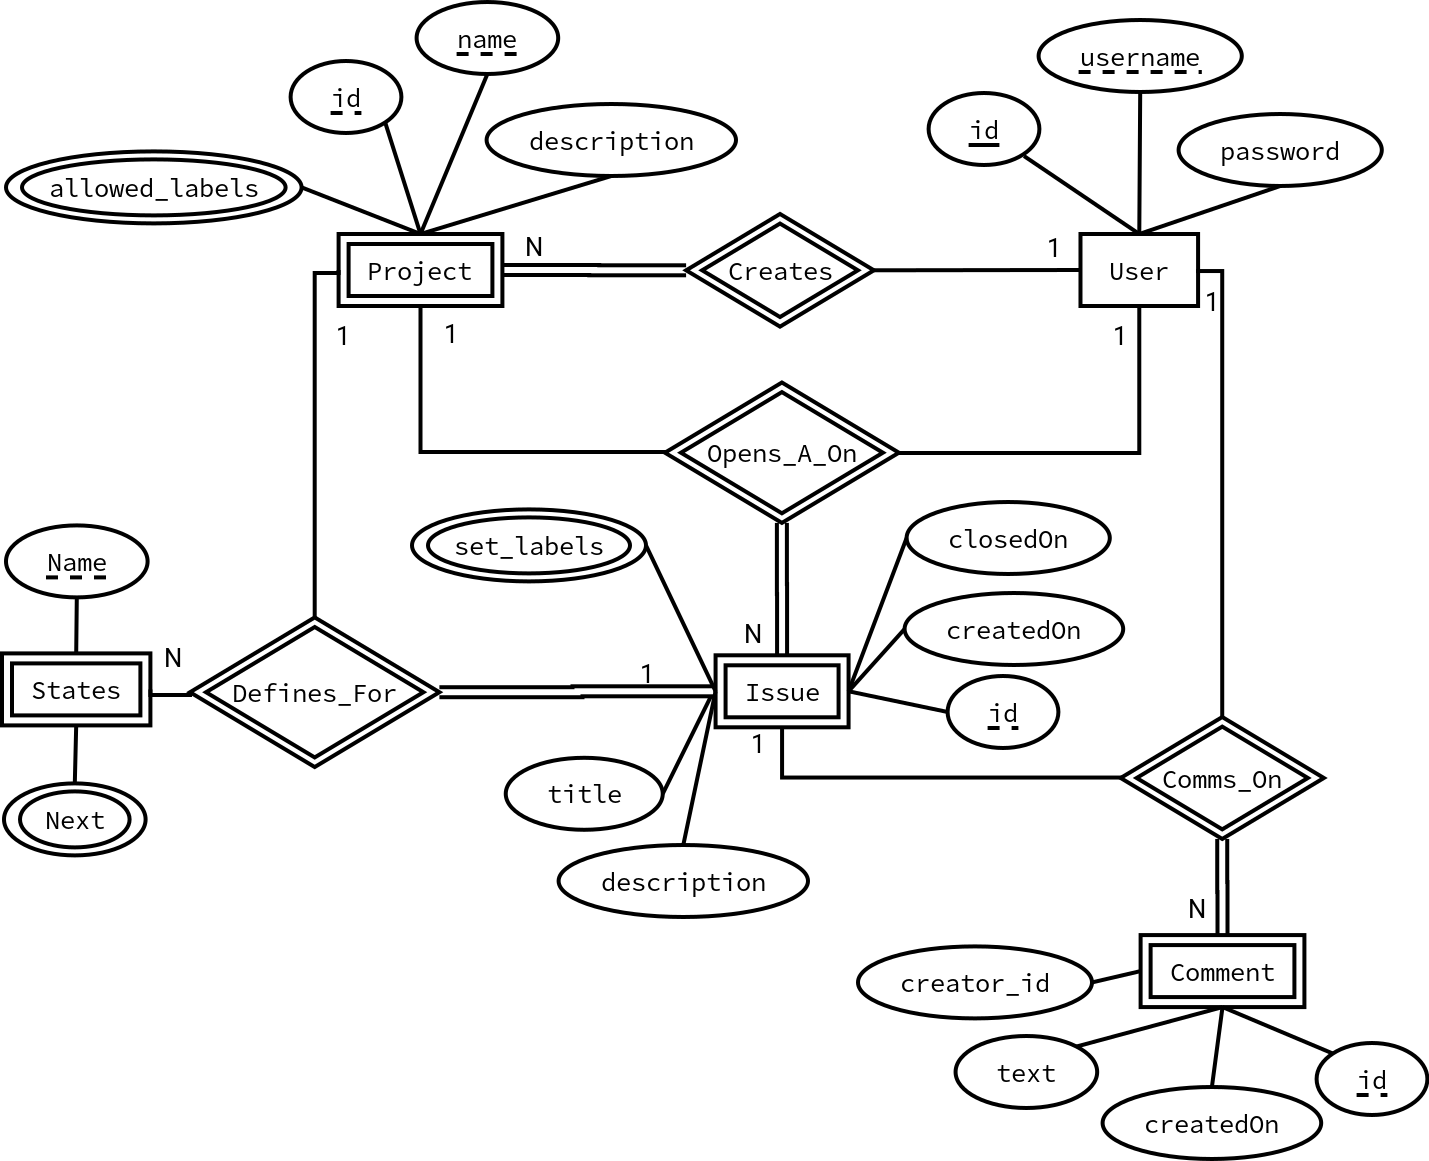 name
username
id
id
description
password
allowed_labels
N
1
Project
Creates
User
1
1
1
1
Opens_A_On
closedOn
set_labels
Name
createdOn
N
N
1
States
Defines_For
Issue
id
1
Comms_On
title
Next
description
N
Comment
creator_id
text
id
createdOn